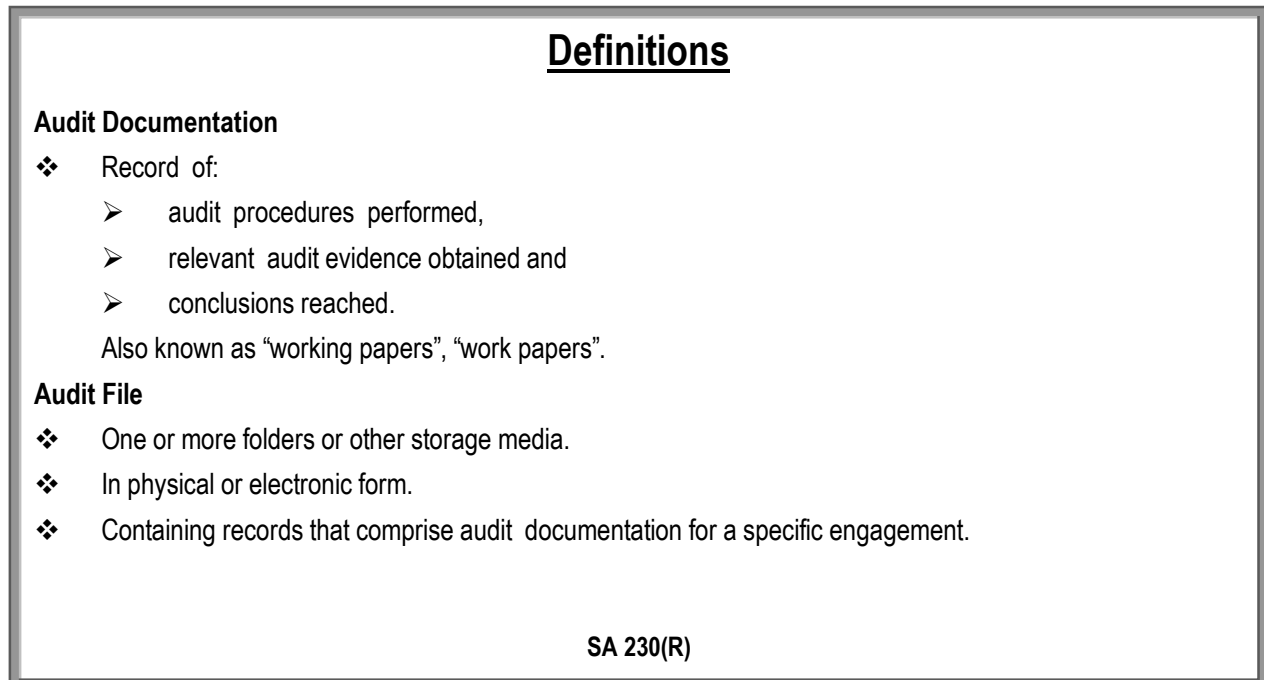 Definitions
Audit Documentation
❖ Record of:
➢ audit procedures performed,
➢ relevant audit evidence obtained and
➢ conclusions reached.
Also known as “working papers”, “work papers”.
Audit File
❖ One or more folders or other storage media.
❖ In physical or electronic form.
❖ Containing records that comprise audit documentation for a specific engagement.
SA 230(R)